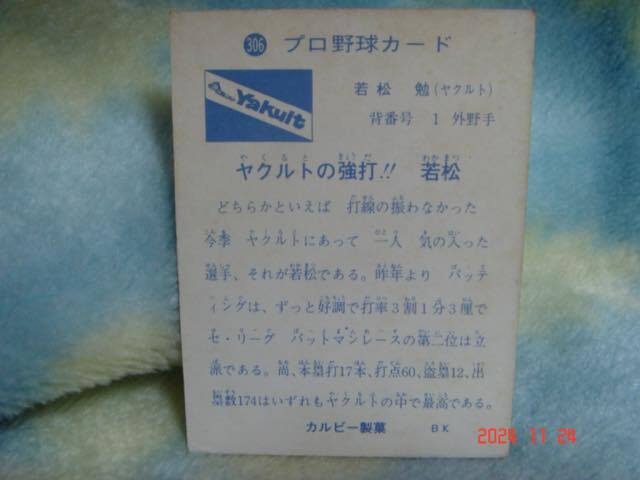 306 プロ野球カード
Yakult
若松 勉(ヤクルト)
背番号 1 外野手
ヤクルトの強打!! 若松
どちらかといえば 打線の振わなかった
今季 ヤクルトにあって 一人 気の入った
選手、それが若松である。昨年より バッテ
ィングは、ずっと好調で打率3割1分3厘で
セ・リーグ バットマンレースの第二位は立
派である。尚、本塁打17本、打点60、盗塁12、出
塁数174はいずれもヤクルトの中で最高である。
カルビー製菓 BK
2024 11 24